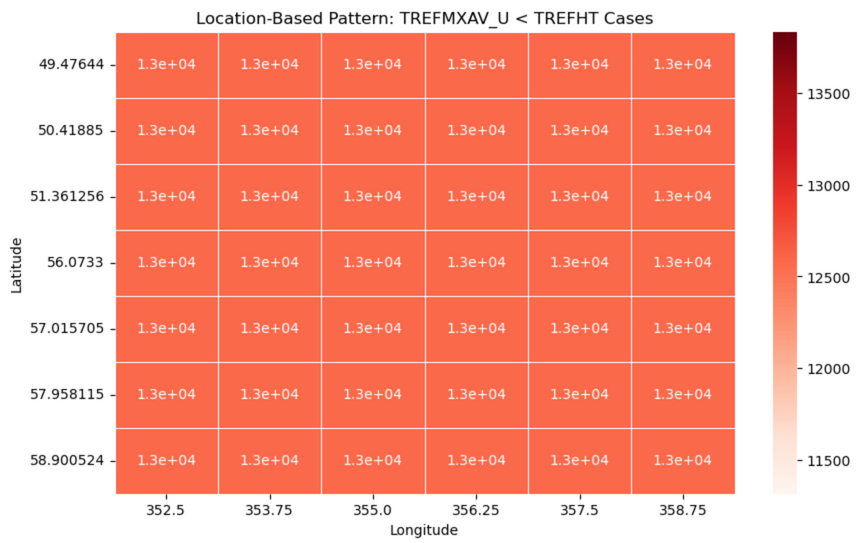 Location-Based Pattern: TREFMXAV_U < TREFHT Cases
49.47644 1.3e+04 1.3e+04 1.3e+04 1.3e+04 1.3e+04 1.3e+04
50.41885 1.3e+04 1.3e+04 1.3e+04 1.3e+04 1.3e+04 1.3e+04
51.361256 1.3e+04 1.3e+04 1.3e+04 1.3e+04 1.3e+04 1.3e+04
56.0733 1.3e+04 1.3e+04 1.3e+04 1.3e+04 1.3e+04 1.3e+04
57.015705 1.3e+04 1.3e+04 1.3e+04 1.3e+04 1.3e+04 1.3e+04
57.958115 1.3e+04 1.3e+04 1.3e+04 1.3e+04 1.3e+04 1.3e+04
58.900524 1.3e+04 1.3e+04 1.3e+04 1.3e+04 1.3e+04 1.3e+04
Latitude
352.5 353.75 355.0 356.25 357.5 358.75
Longitude
13500
13000
12500
12000
11500